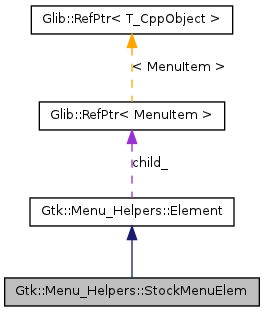 Glib::RefPtr< T_CppObject >
< MenuItem >
Glib::RefPtr< MenuItem >
child_
Gtk::Menu_Helpers::Element
Gtk::Menu_Helpers::StockMenuElem